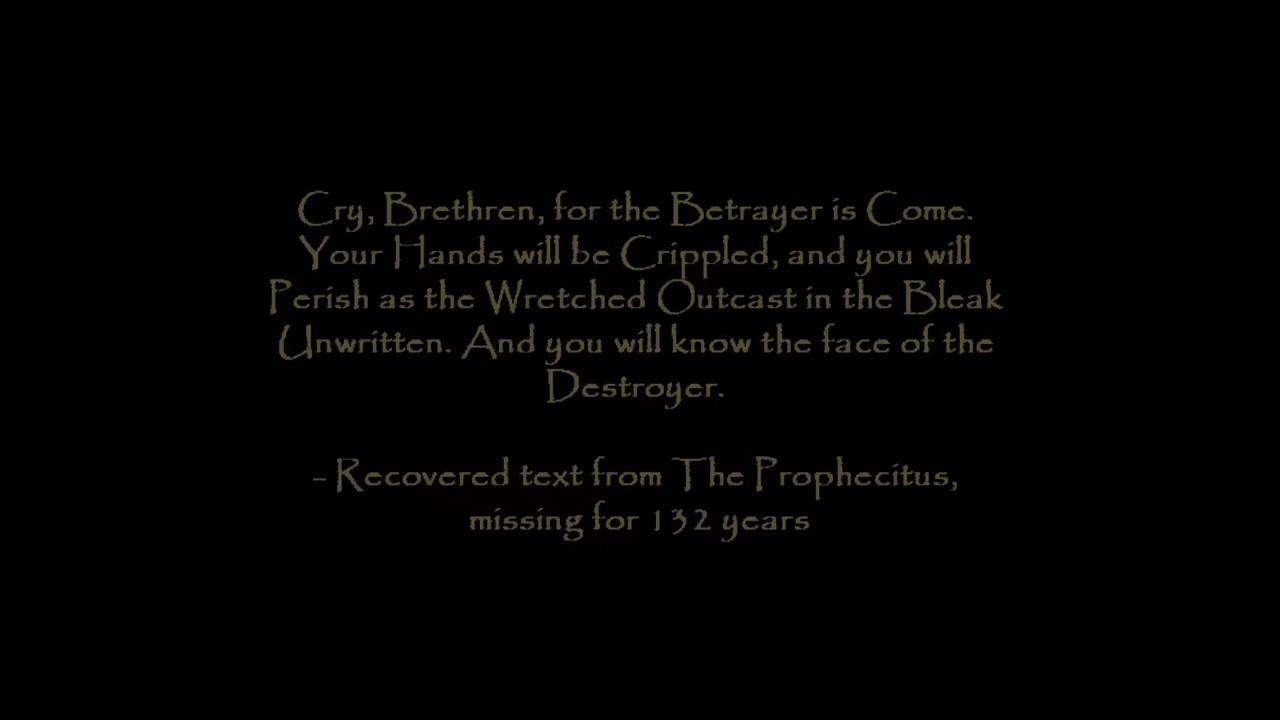 Cry, Brethren, for the Betrayer is Come.
Your Hands will be Crippled, and you will
Perish as the Wretched Outcast in the Bleak
Unwritten. And you will know the face of the
Destroyer.
- Recovered text from The Prophecitus,
missing for 132 years